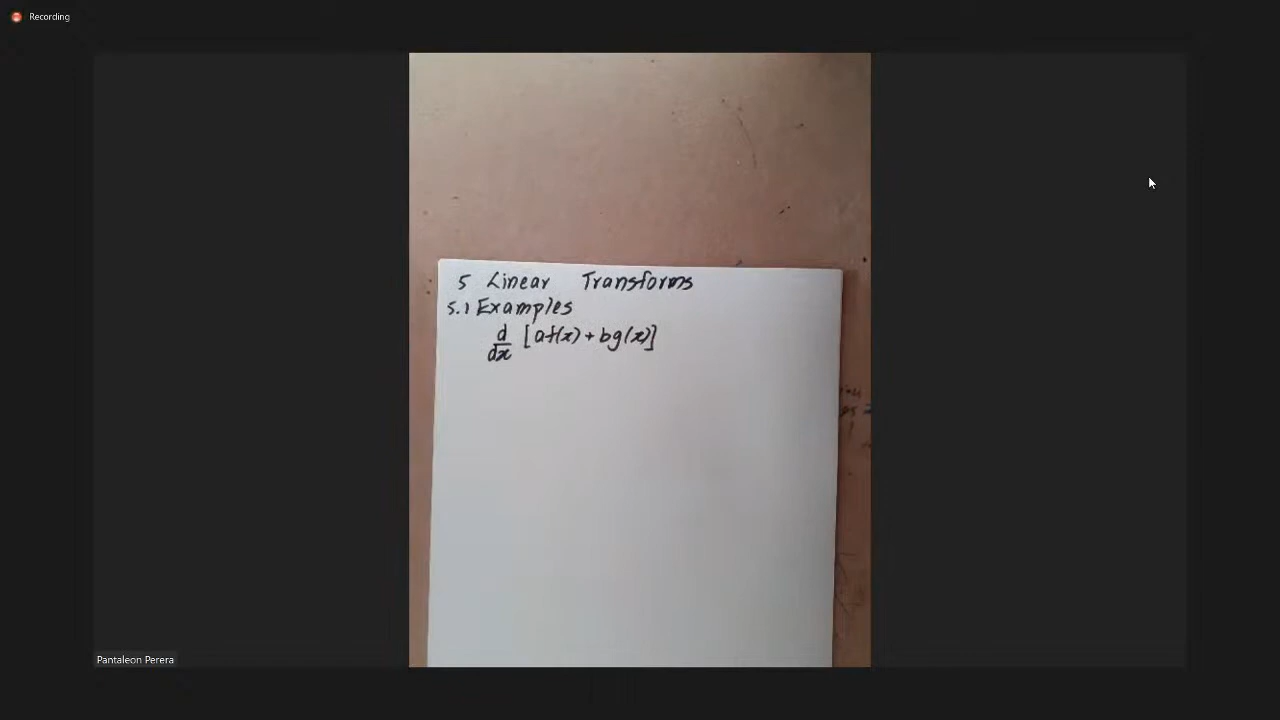 Recording
5 Linear Transforms
5.1 Examples
d/dx [af(x) + bg(x)]
Pantaleon Perera